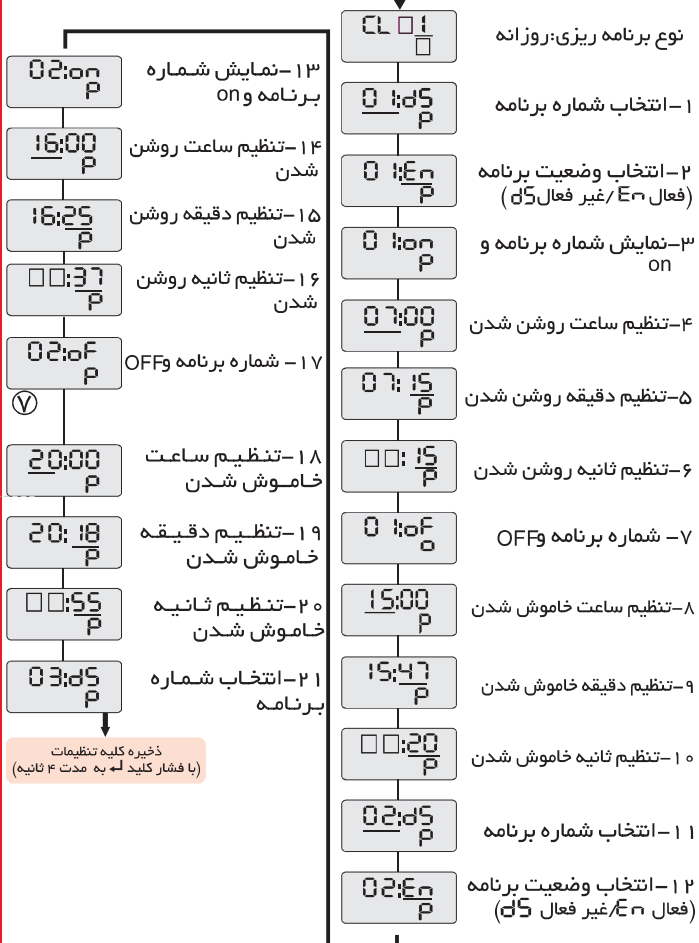 نوع برنامه ریزی:روزانه
CL □1
□
۱-انتخاب شماره برنامه
01:dS
P
۲-انتخاب وضعیت برنامه
(فعال En/غیر فعالdS)
01:En
P
۳-نمایش شماره برنامه و
on
01:on
P
۴-تنظیم ساعت روشن شدن
07:00
P
۵-تنظیم دقیقه روشن شدن
07:15
P
۶-تنظیم ثانیه روشن شدن
□□:15
P
۷- شماره برنامه وOFF
01:oF
o
۸-تنظیم ساعت خاموش شدن
15:00
P
۹-تنظیم دقیقه خاموش شدن
15:47
P
۱۰-تنظیم ثانیه خاموش شدن
□□:20
P
۱۱-انتخاب شماره برنامه
02:dS
P
۱۲-انتخاب وضعیت برنامه
(فعال En/غیر فعال dS)
02:En
P
۱۳-نمایش شماره
برنامه وon
02:on
P
۱۴-تنظیم ساعت روشن
شدن
16:00
P
۱۵-تنظیم دقیقه روشن
شدن
16:25
P
۱۶-تنظیم ثانیه روشن
شدن
□□:37
P
۱۷- شماره برنامه وOFF
02:oF
P
۷
۱۸-تنظیم ساعت
خاموش شدن
20:00
P
۱۹-تنظیم دقیقه
خاموش شدن
20:18
P
۲۰-تنظیم ثانیه
خاموش شدن
□□:55
P
۲۱-انتخاب شماره
برنامه
03:dS
P
ذخیره کلیه تنظیمات
(با فشار کلید ↵ به مدت ۴ ثانیه)